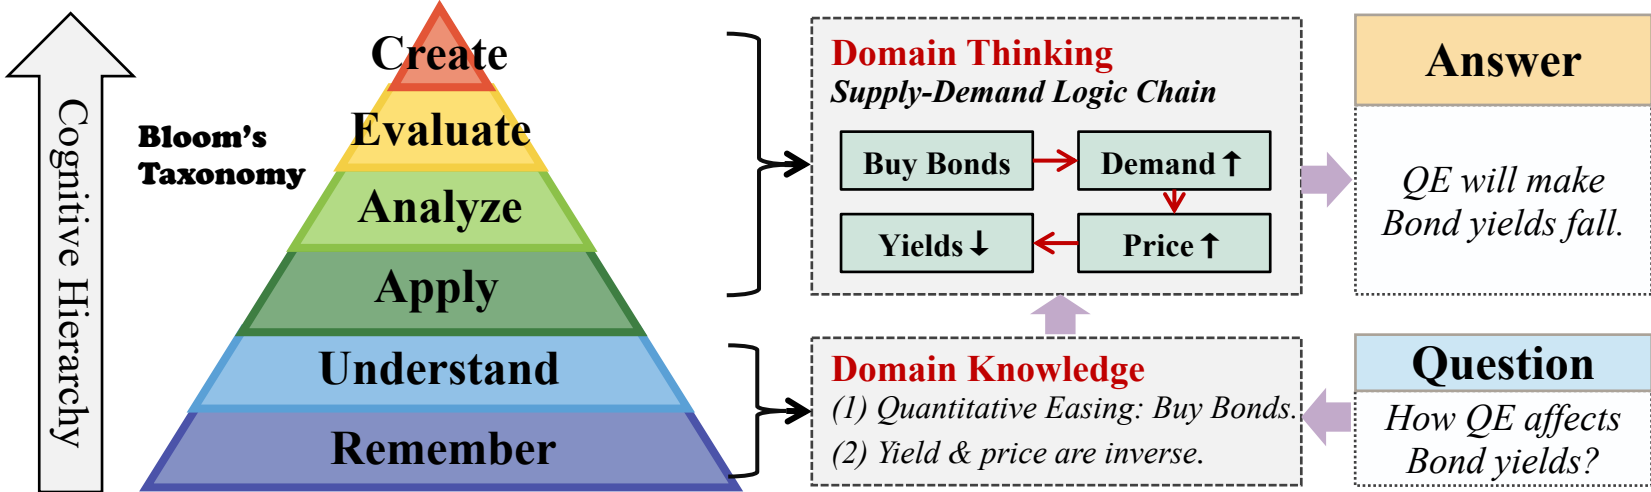 Cognitive Hierarchy
Bloom's
Taxonomy
Create
Evaluate
Analyze
Apply
Understand
Remember
Domain Thinking
Supply-Demand Logic Chain
Buy Bonds
Demand ↑
Yields ↓
Price ↑
Domain Knowledge
(1) Quantitative Easing: Buy Bonds.
(2) Yield & price are inverse.
Answer
QE will make
Bond yields fall.
Question
How QE affects
Bond yields?